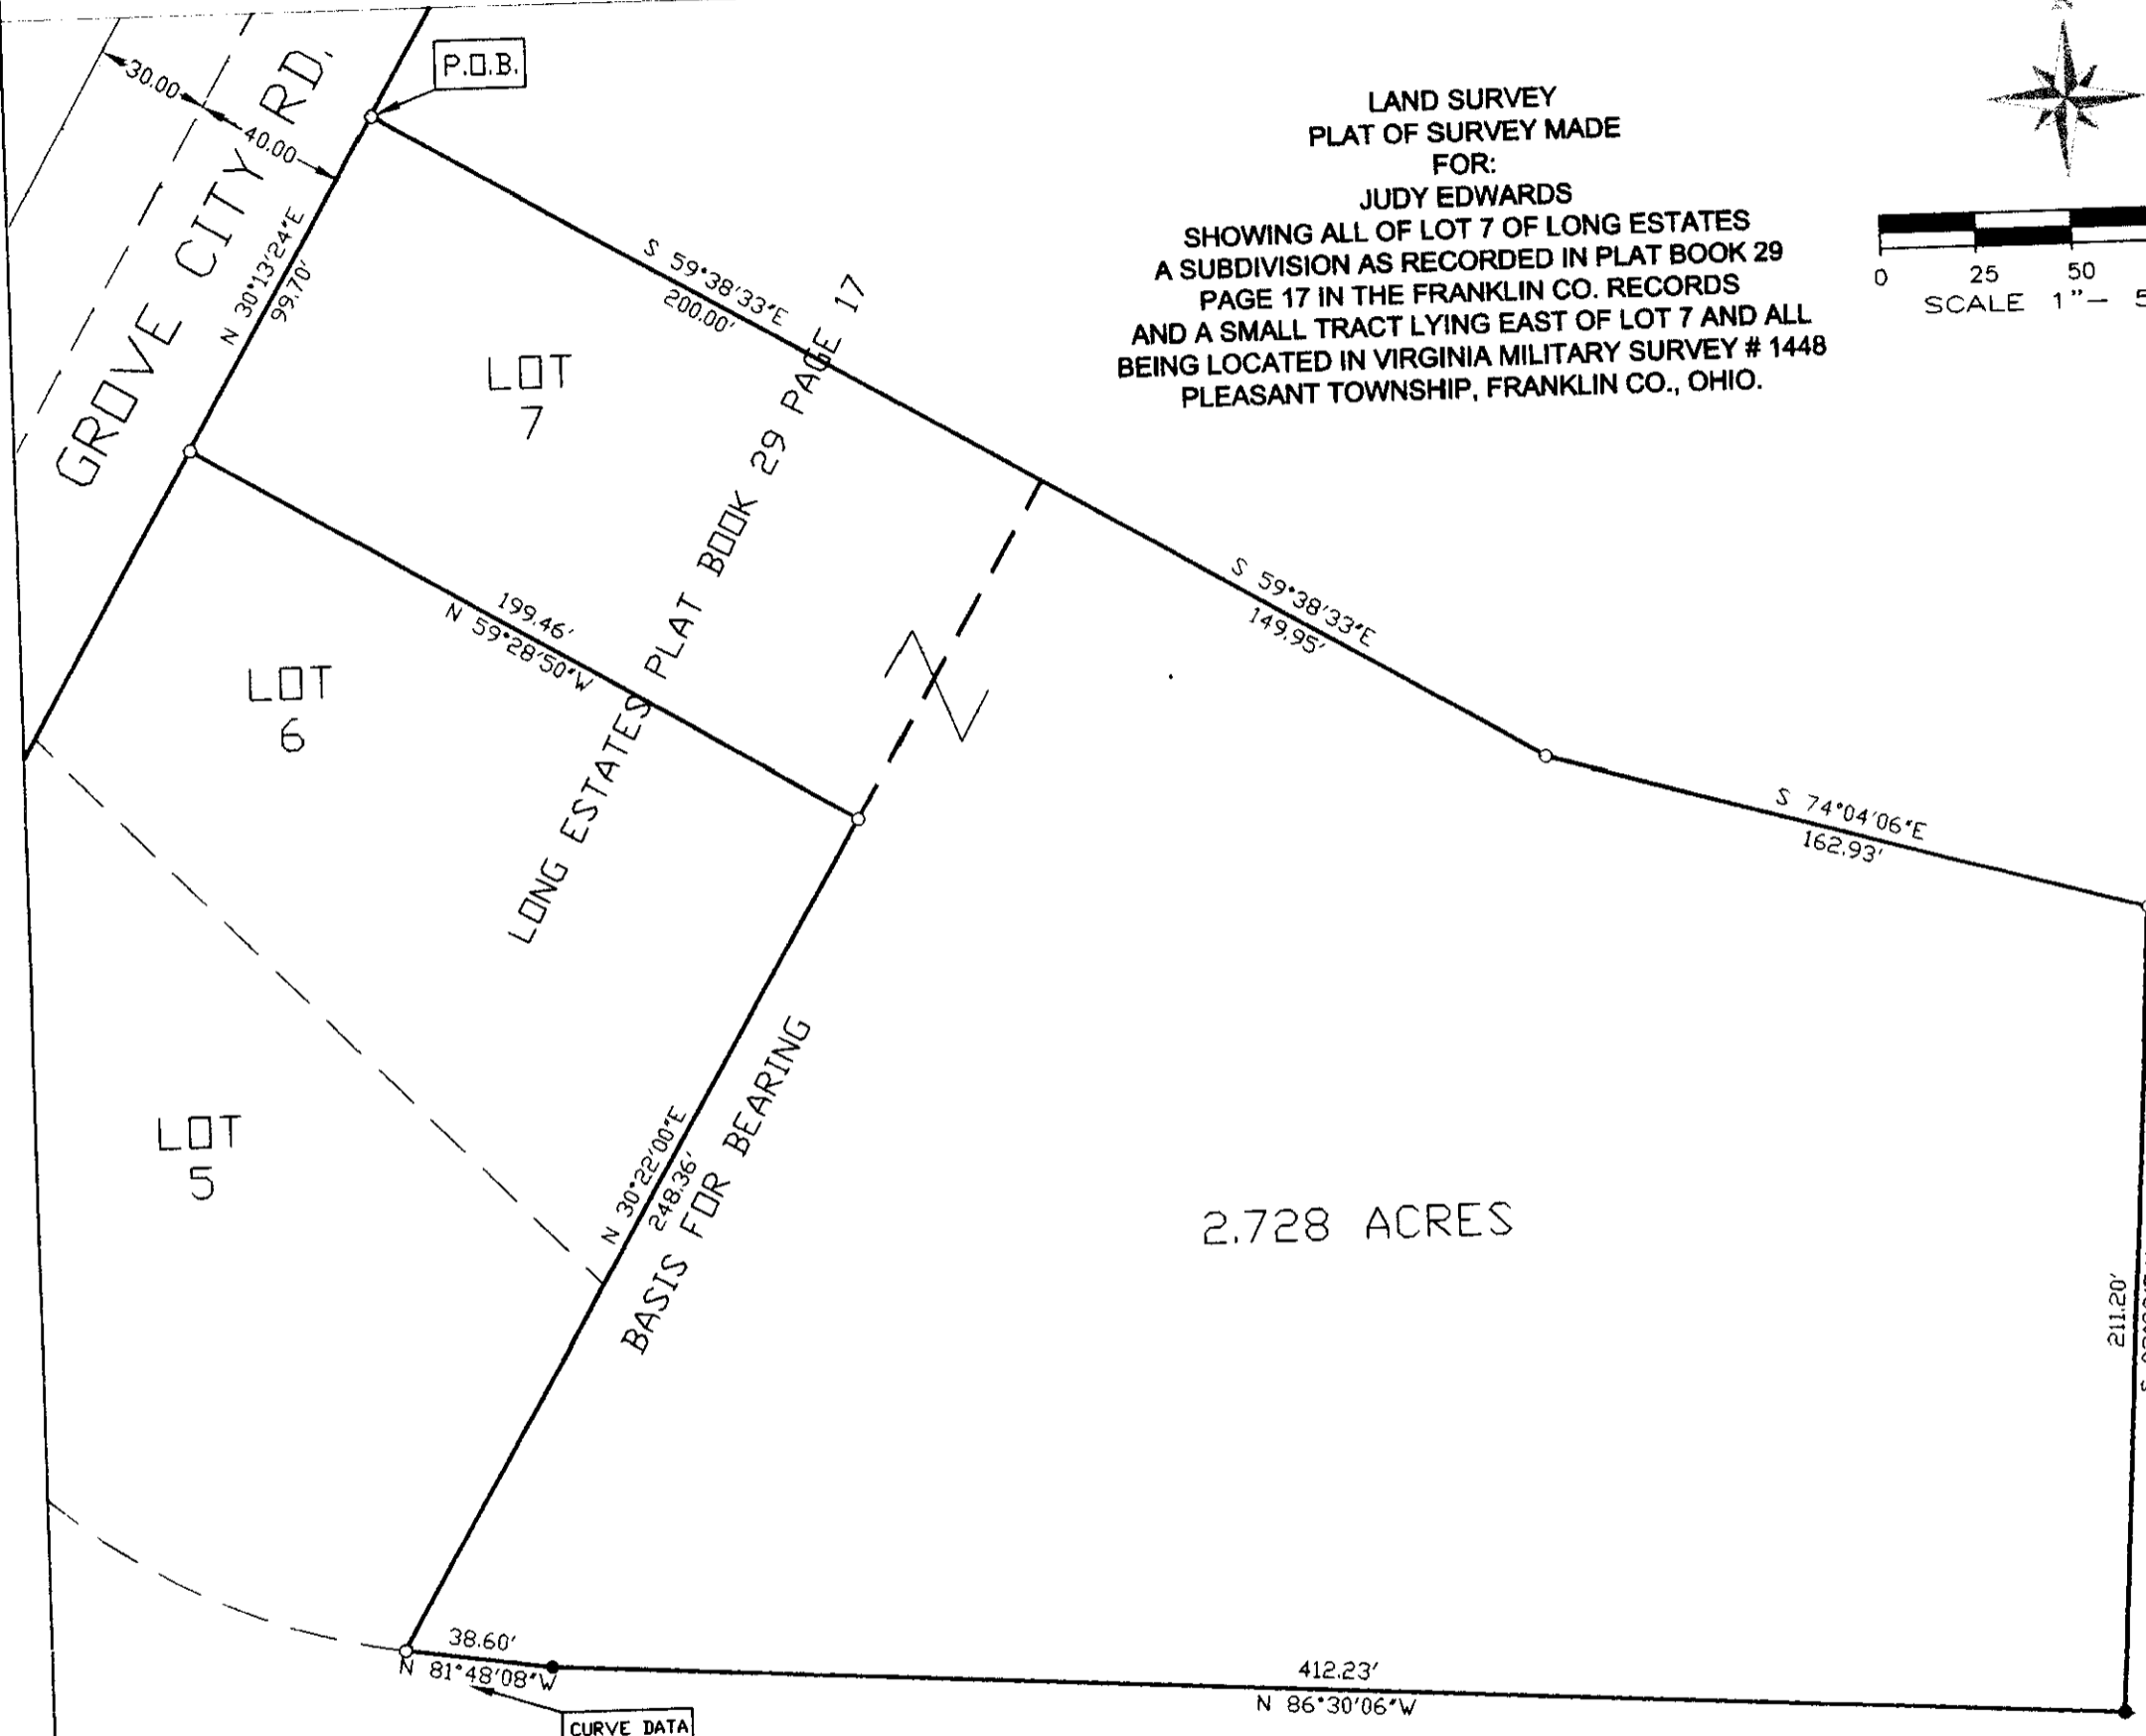 P.O.B.
30.00
40.00
GROVE CITY RD.
N 30°13'24"E
99.70'
LAND SURVEY
PLAT OF SURVEY MADE
FOR:
JUDY EDWARDS
SHOWING ALL OF LOT 7 OF LONG ESTATES
A SUBDIVISION AS RECORDED IN PLAT BOOK 29
PAGE 17 IN THE FRANKLIN CO. RECORDS
AND A SMALL TRACT LYING EAST OF LOT 7 AND ALL
BEING LOCATED IN VIRGINIA MILITARY SURVEY # 1448
PLEASANT TOWNSHIP, FRANKLIN CO., OHIO.
0 25 50
SCALE 1"–
S 59°38'33"E
200.00'
LOT
7
LONG ESTATES PLAT BOOK 29 PAGE 17
199.46'
N 59°28'50"W
S 59°38'33"E
149.95'
LOT
6
S 74°04'06"E
162.93'
LOT
5
N 30°22'00"E
248.36'
BASIS FOR BEARING
2.728 ACRES
211.20'
38.60'
N 81°48'08"W
412.23'
N 86°30'06"W
CURVE DATA